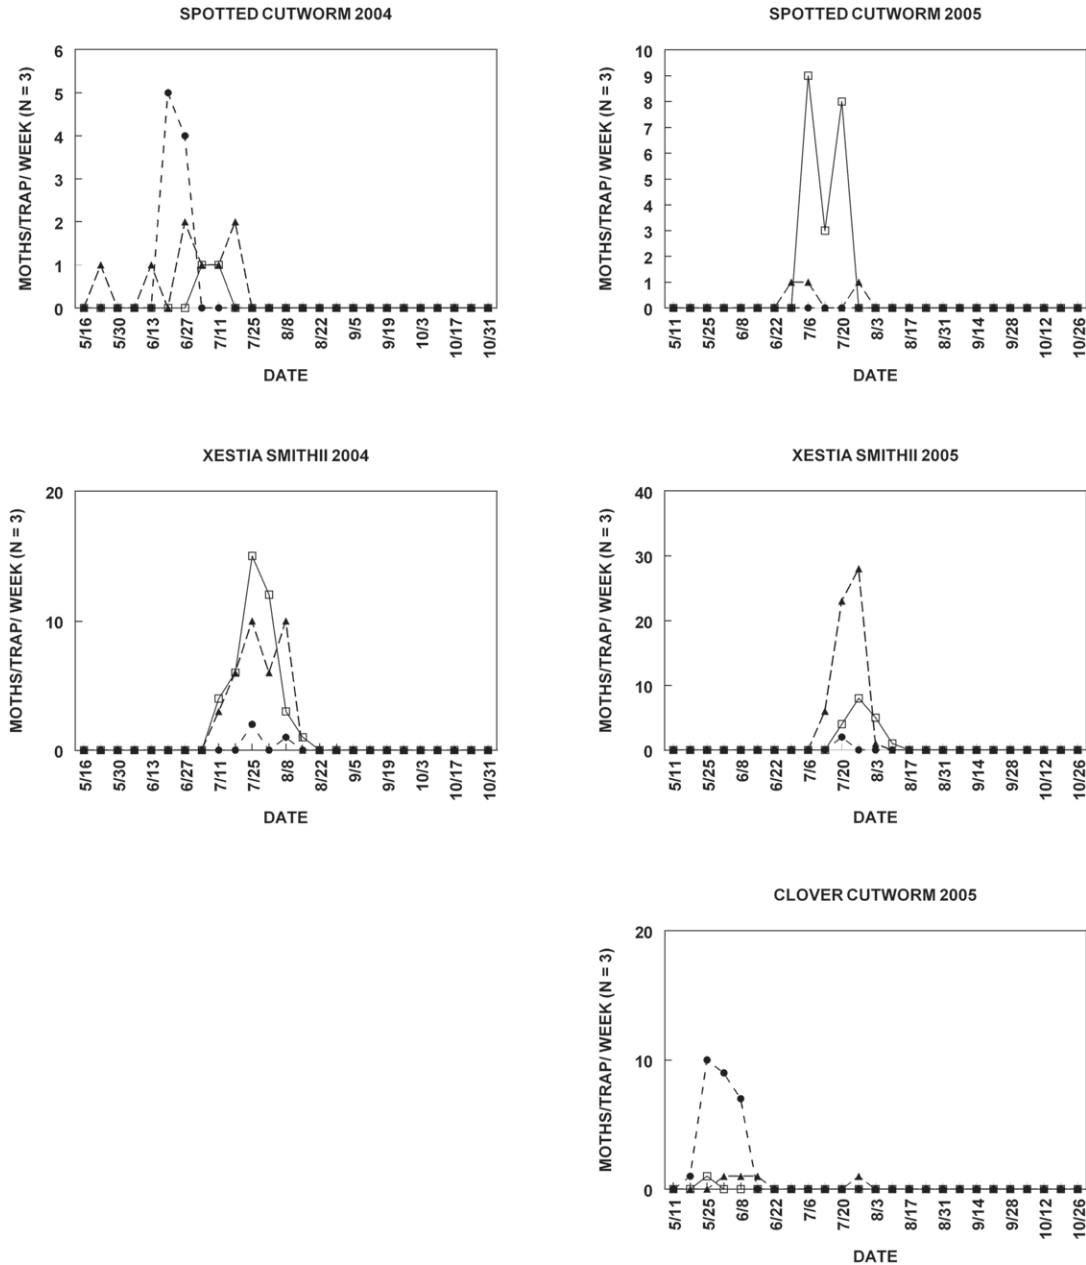 SPOTTED CUTWORM 2004
MOTHS/TRAP/ WEEK (N = 3)
6
5
4
3
2
1
0
5/16 5/30 6/13 6/27 7/11 7/25 8/8 8/22 9/5 9/19 10/3 10/17 10/31
DATE
SPOTTED CUTWORM 2005
MOTHS/TRAP/ WEEK (N = 3)
10
9
8
7
6
5
4
3
2
1
0
5/11 5/25 6/8 6/22 7/6 7/20 8/3 8/17 8/31 9/14 9/28 10/12 10/26
DATE
XESTIA SMITHII 2004
MOTHS/TRAP/ WEEK (N = 3)
20
10
0
5/16 5/30 6/13 6/27 7/11 7/25 8/8 8/22 9/5 9/19 10/3 10/17 10/31
DATE
XESTIA SMITHII 2005
MOTHS/TRAP/ WEEK (N = 3)
40
30
20
10
0
5/11 5/25 6/8 6/22 7/6 7/20 8/3 8/17 8/31 9/14 9/28 10/12 10/26
DATE
CLOVER CUTWORM 2005
MOTHS/TRAP/ WEEK (N = 3)
20
10
0
5/11 5/25 6/8 6/22 7/6 7/20 8/3 8/17 8/31 9/14 9/28 10/12 10/26
DATE